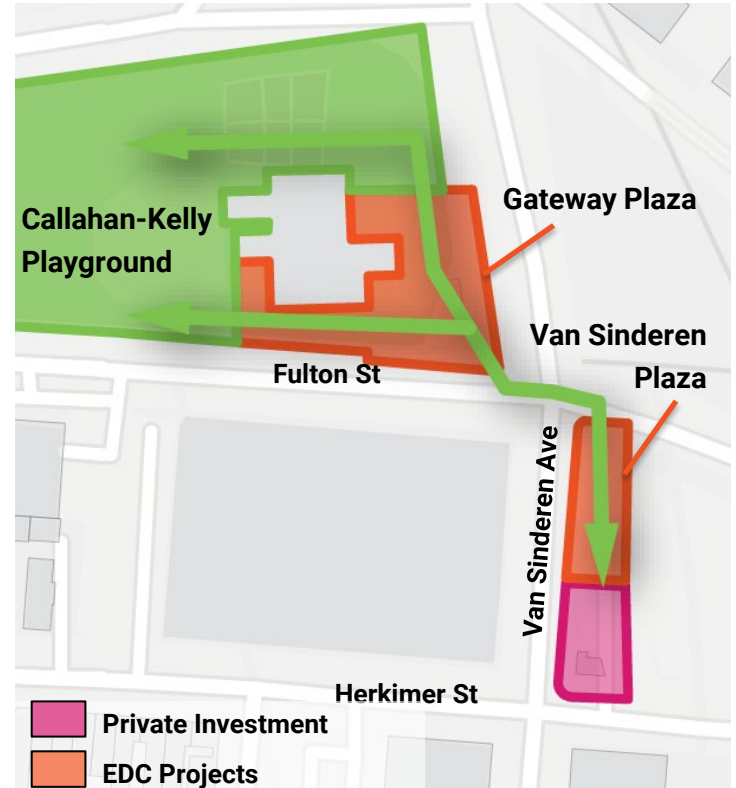 Gateway Plaza
Callahan-Kelly
Playground
Van Sinderen
Plaza
Fulton St
Van Sinderen Ave
Herkimer St
Private Investment
EDC Projects